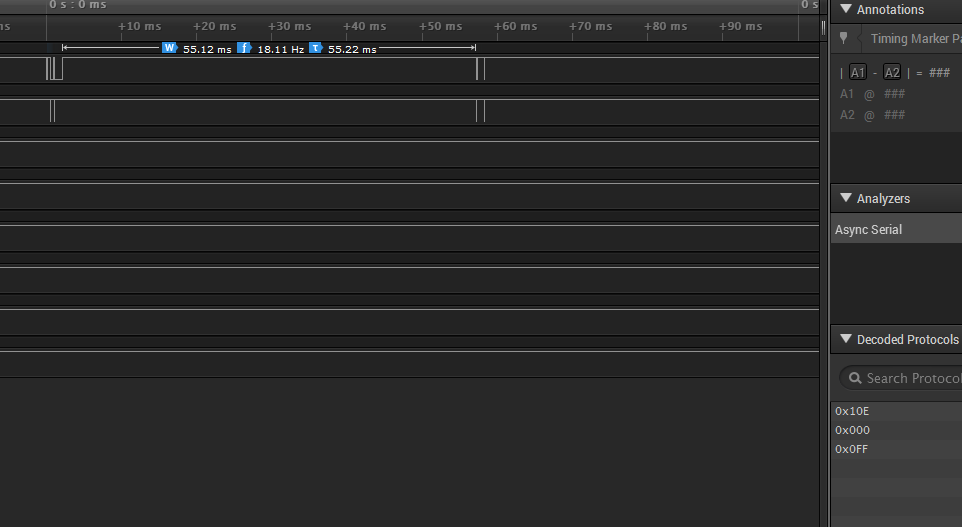 0 s : 0 ms
0 s
ms
+10 ms
+20 ms
+30 ms
+40 ms
+50 ms
+60 ms
+70 ms
+80 ms
+90 ms
W 55.12 ms f 18.11 Hz τ 55.22 ms
Annotations
Timing Marker Pa
| A1 - A2 | = ###
A1 @ ###
A2 @ ###
Analyzers
Async Serial
Decoded Protocols
Search Protocol
0x10E
0x000
0x0FF